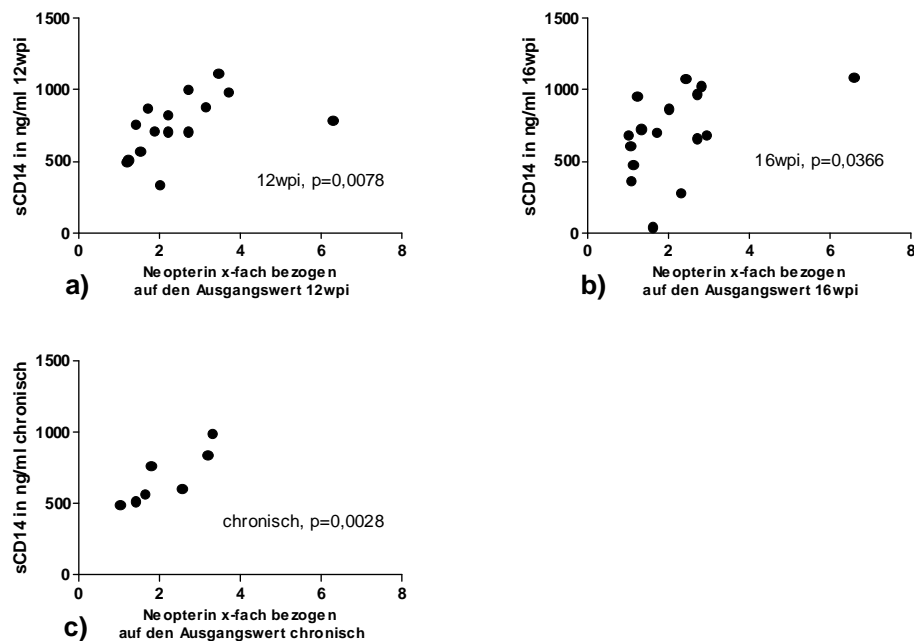 sCD14 in ng/ml 12wpi
1500
1000
500
0
12wpi, p=0,0078
0 2 4 6 8
Neopterin x-fach bezogen
auf den Ausgangswert 12wpi
a)
sCD14 in ng/ml 16wpi
1500
1000
500
0
16wpi, p=0,0366
0 2 4 6 8
Neopterin x-fach bezogen
auf den Ausgangswert 16wpi
b)
sCD14 in ng/ml chronisch
1500
1000
500
0
chronisch, p=0,0028
0 2 4 6 8
Neopterin x-fach bezogen
auf den Ausgangswert chronisch
c)